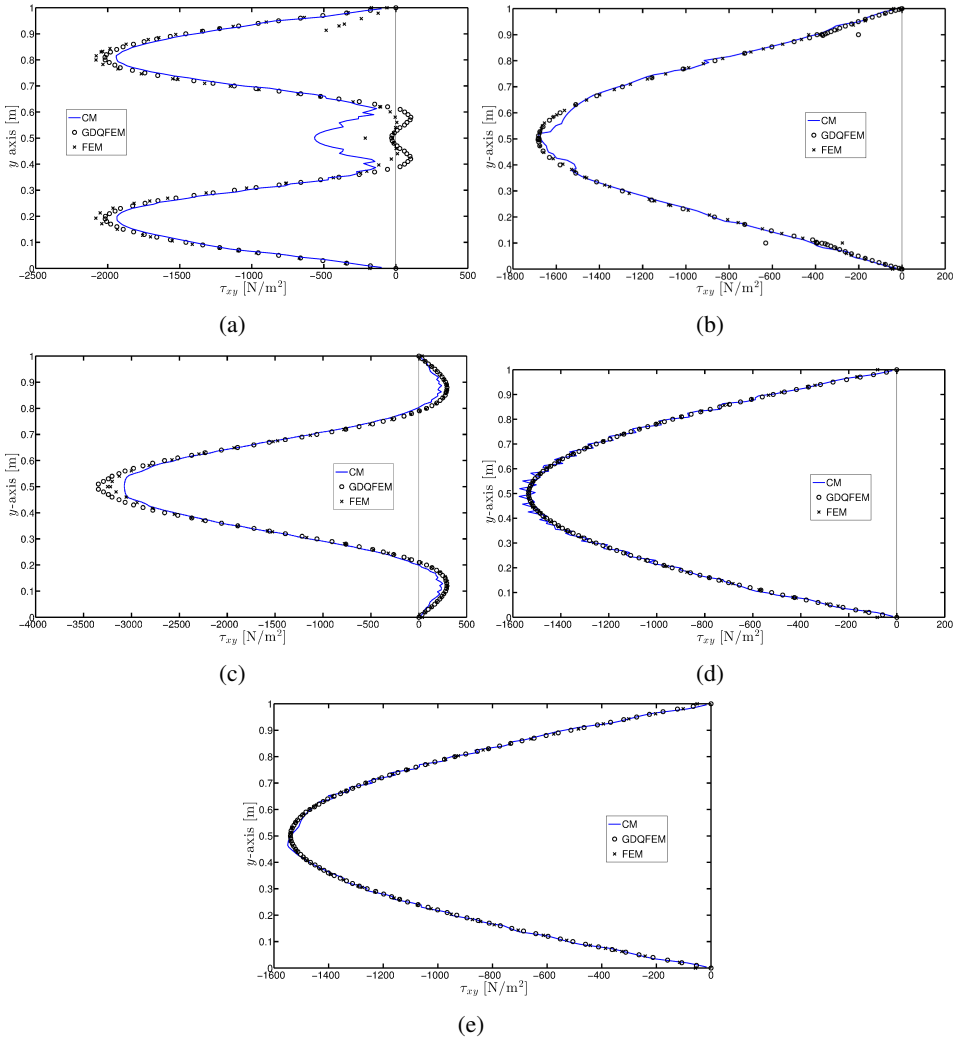 1
0.9
0.8
0.7
0.6
0.5
0.4
0.3
0.2
0.1
0
y axis [m]
CM
GDQFEM
FEM
−2500 −2000 −1500 −1000 −500 0 500
τxy [N/m²]
(a)
1
0.9
0.8
0.7
0.6
0.5
0.4
0.3
0.2
0.1
0
y-axis [m]
CM
GDQFEM
FEM
−1800 −1600 −1400 −1200 −1000 −800 −600 −400 −200 0 200
τxy [N/m²]
(b)
1
0.9
0.8
0.7
0.6
0.5
0.4
0.3
0.2
0.1
0
y-axis [m]
CM
GDQFEM
FEM
−4000 −3500 −3000 −2500 −2000 −1500 −1000 −500 0 500
τxy [N/m²]
(c)
1
0.9
0.8
0.7
0.6
0.5
0.4
0.3
0.2
0.1
0
y-axis [m]
CM
GDQFEM
FEM
−1600 −1400 −1200 −1000 −800 −600 −400 −200 0 200
τxy [N/m²]
(d)
1
0.9
0.8
0.7
0.6
0.5
0.4
0.3
0.2
0.1
0
y-axis [m]
CM
GDQFEM
FEM
−1600 −1400 −1200 −1000 −800 −600 −400 −200 0
τxy [N/m²]
(e)